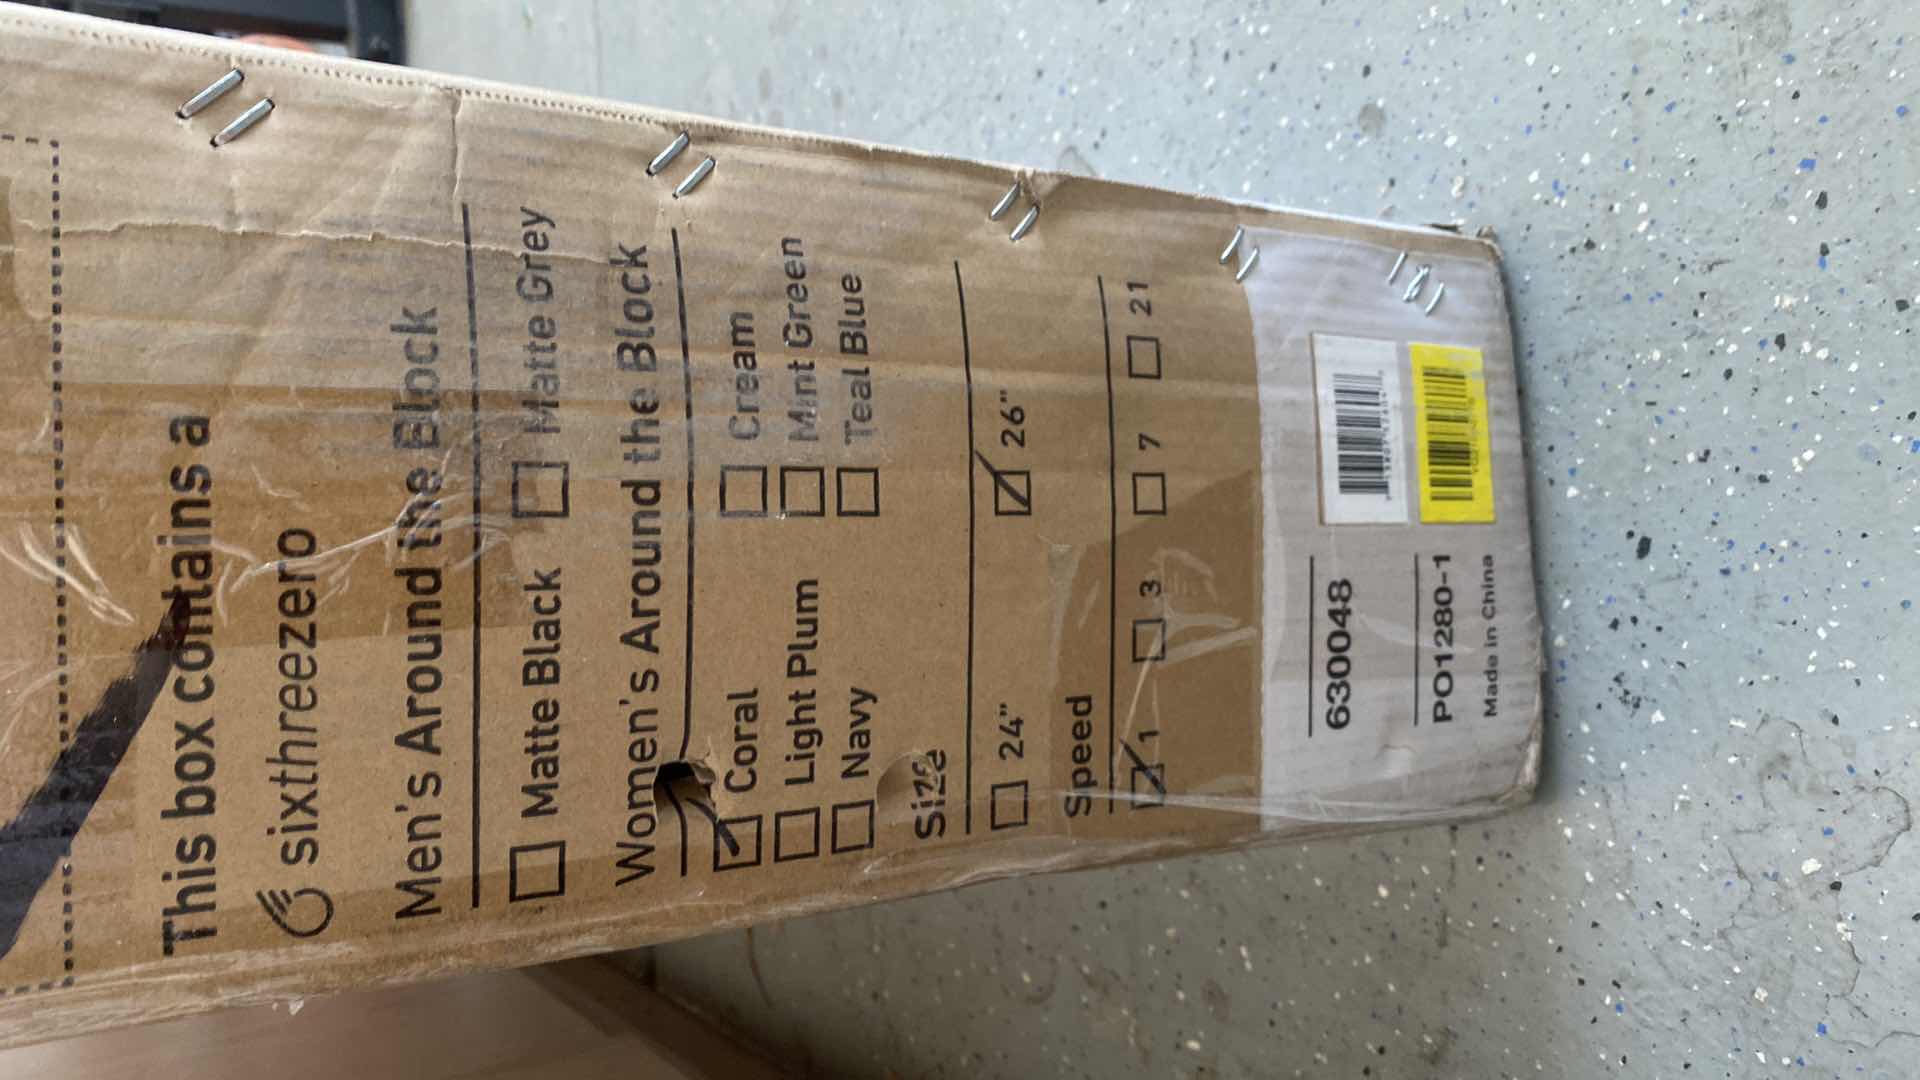 This box contains a
sixthreezero
Men's Around the Block
Matte Black Matte Grey
Women's Around the Block
Coral Cream
Light Plum Mint Green
Navy Teal Blue
Size
24" 26"
Speed
1 3 7 21
630048
PO1280-1
Made in China